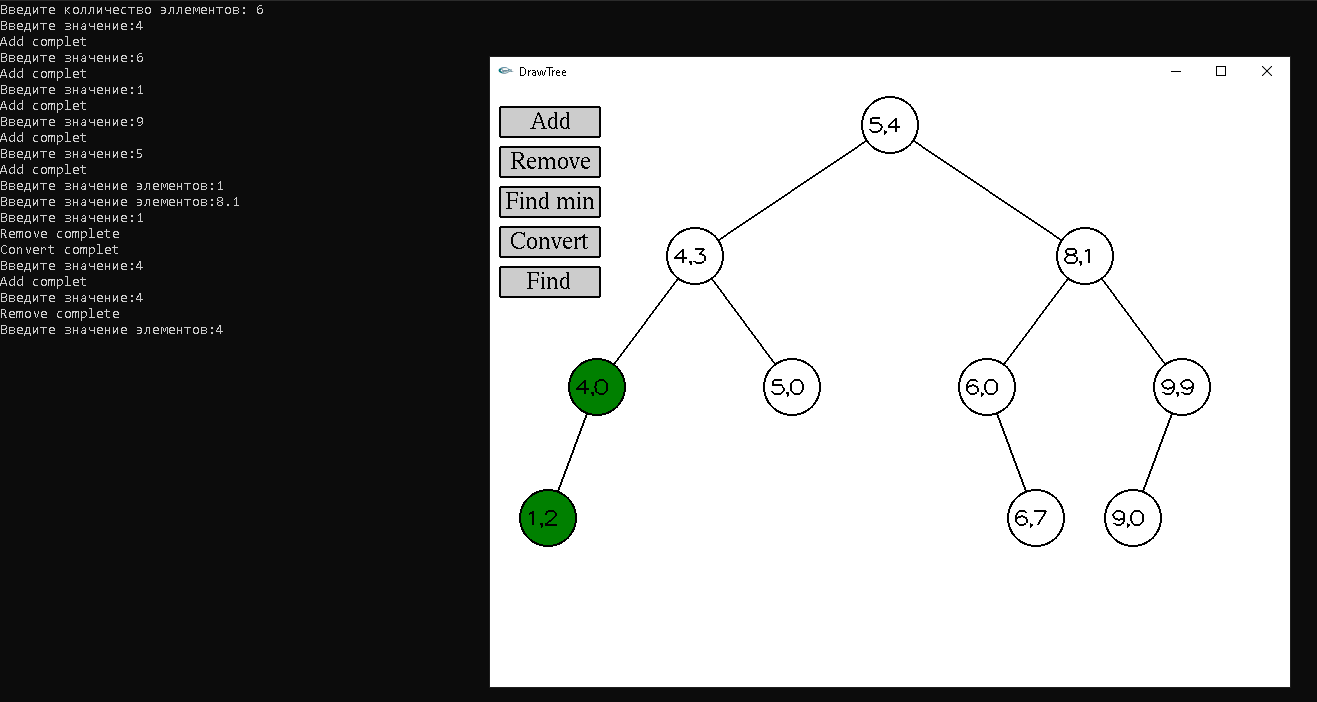 Введите колличество эллементов: 6
Введите значение:4
Add complet
Введите значение:6
Add complet
Введите значение:1
Add complet
Введите значение:9
Add complet
Введите значение:5
Add complet
Введите значение элементов:1
Введите значение элементов:8.1
Введите значение:1
Remove complete
Convert complet
Введите значение:4
Add complet
Введите значение:4
Remove complete
Введите значение элементов:4
DrawTree
Add
Remove
Find min
Convert
Find
5,4
4,3
8,1
4,0
5,0
6,0
9,9
1,2
6,7
9,0